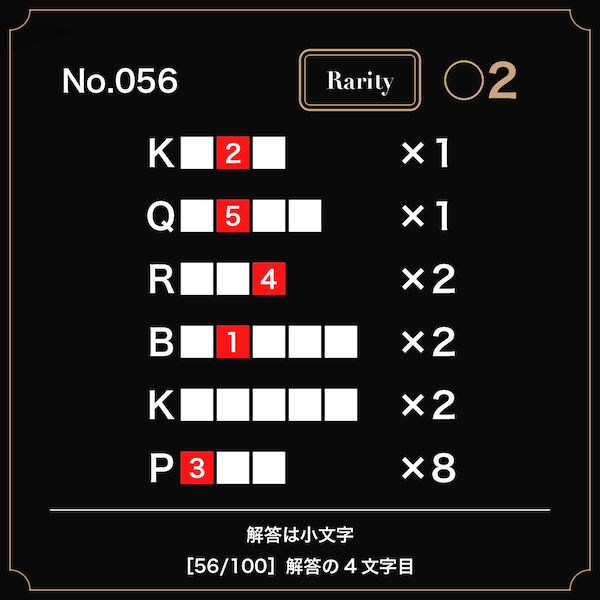 No.056 Rarity ○2
K 2 ×1
Q 5 ×1
R 4 ×2
B 1 ×2
K ×2
P 3 ×8
解答は小文字
［56/100］解答の4文字目